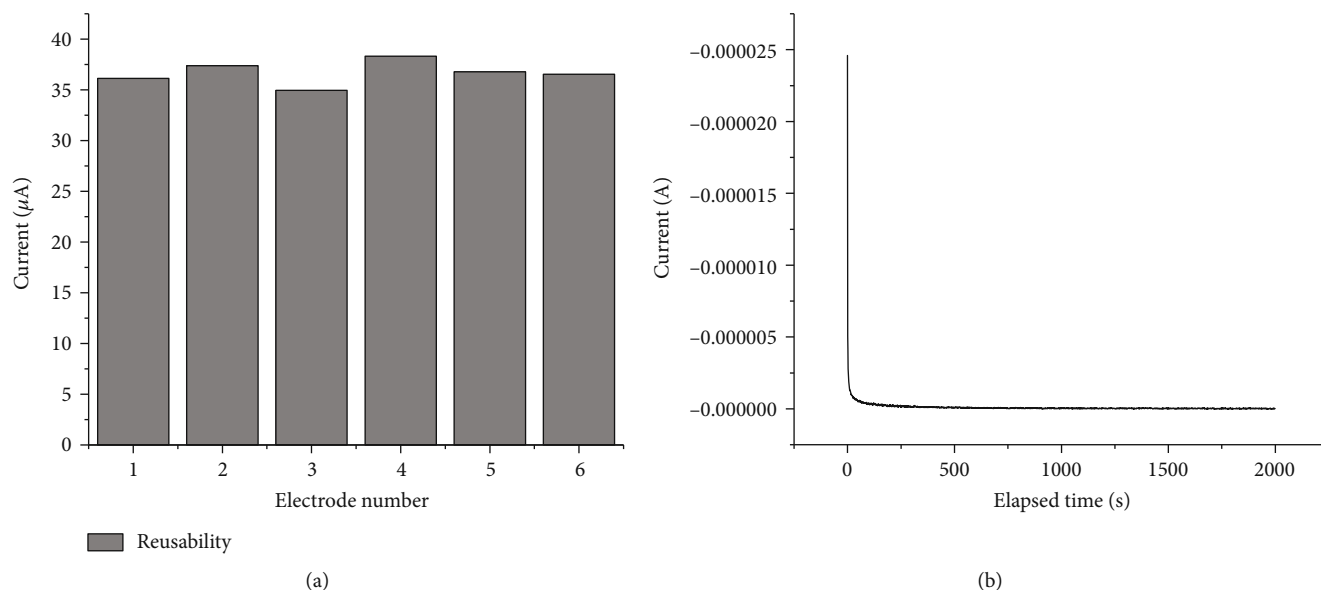 40
35
30
25
20
15
10
5
0
Current (μA)
1 2 3 4 5 6
Electrode number
Reusability
(a)
–0.000025
–0.000020
–0.000015
–0.000010
–0.000005
–0.000000
Current (A)
0 500 1000 1500 2000
Elapsed time (s)
(b)